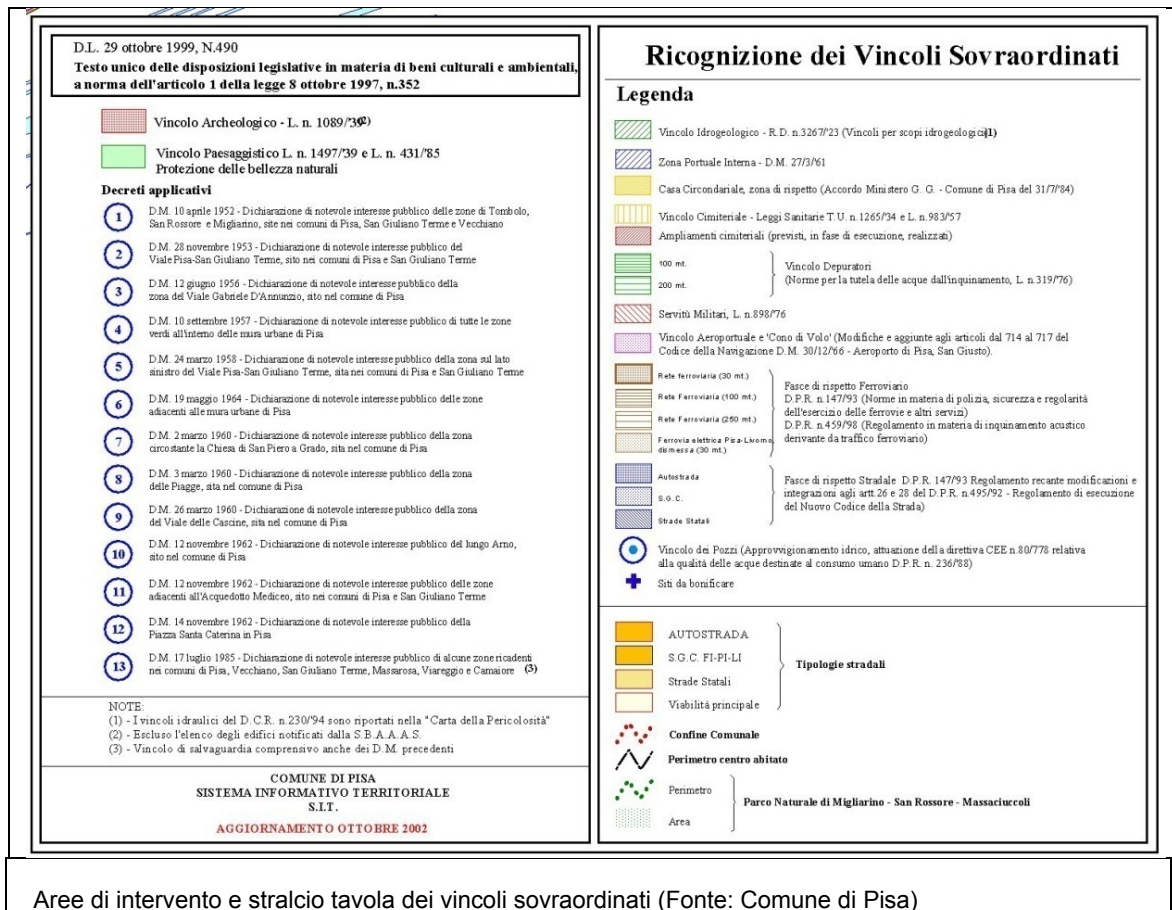 D.L. 29 ottobre 1999, N.490
Testo unico delle disposizioni legislative in materia di beni culturali e ambientali,
a norma dell'articolo 1 della legge 8 ottobre 1997, n.352
Vincolo Archeologico - L. n. 1089/'39(2)
Vincolo Paesaggistico L. n. 1497/'39 e L. n. 431/'85
Protezione delle bellezza naturali
Decreti applicativi
1 D.M. 10 aprile 1952 - Dichiarazione di notevole interesse pubblico delle zone di Tombolo,
San Rossore e Migliarino, site nei comuni di Pisa, San Giuliano Terme e Vecchiano
2 D.M. 28 novembre 1953 - Dichiarazione di notevole interesse pubblico del
Viale Pisa-San Giuliano Terme, sito nei comuni di Pisa e San Giuliano Terme
3 D.M. 12 giugno 1956 - Dichiarazione di notevole interesse pubblico della
zona del Viale Gabriele D'Annunzio, sito nel comune di Pisa
4 D.M. 10 settembre 1957 - Dichiarazione di notevole interesse pubblico di tutte le zone
verdi all'interno delle mura urbane di Pisa
5 D.M. 24 marzo 1958 - Dichiarazione di notevole interesse pubblico della zona sul lato
sinistro del Viale Pisa-San Giuliano Terme, sita nei comuni di Pisa e San Giuliano Terme
6 D.M. 19 maggio 1964 - Dichiarazione di notevole interesse pubblico delle zone
adiacenti alle mura urbane di Pisa
7 D.M. 2 marzo 1960 - Dichiarazione di notevole interesse pubblico della zona
circostante la Chiesa di San Piero a Grado, sita nel comune di Pisa
8 D.M. 3 marzo 1960 - Dichiarazione di notevole interesse pubblico della zona
delle Piagge, sita nel comune di Pisa
9 D.M. 26 marzo 1960 - Dichiarazione di notevole interesse pubblico della zona
del Viale delle Cascine, sita nel comune di Pisa
10 D.M. 12 novembre 1962 - Dichiarazione di notevole interesse pubblico del lungo Arno,
sito nel comune di Pisa
11 D.M. 12 novembre 1962 - Dichiarazione di notevole interesse pubblico delle zone
adiacenti all'Acquedotto Mediceo, sito nei comuni di Pisa e San Giuliano Terme
12 D.M. 14 novembre 1962 - Dichiarazione di notevole interesse pubblico della
Piazza Santa Caterina in Pisa
13 D.M. 17 luglio 1985 - Dichiarazione di notevole interesse pubblico di alcune zone ricadenti
nei comuni di Pisa, Vecchiano, San Giuliano Terme, Massarosa, Viareggio e Camaiore (3)
NOTE:
(1) - I vincoli idraulici del D.C.R. n.230/'94 sono riportati nella "Carta della Pericolosità"
(2) - Escluso l'elenco degli edifici notificati dalla S.B.A.A.A.S.
(3) - Vincolo di salvaguardia comprensivo anche dei D.M. precedenti
COMUNE DI PISA
SISTEMA INFORMATIVO TERRITORIALE
S.I.T.
AGGIORNAMENTO OTTOBRE 2002
Ricognizione dei Vincoli Sovraordinati
Legenda
Vincolo Idrogeologico - R.D. n.3267/'23 (Vincoli per scopi idrogeologici)(1)
Zona Portuale Interna - D.M. 27/3/61
Casa Circondariale, zona di rispetto (Accordo Ministero G. G. - Comune di Pisa del 31/7/'84)
Vincolo Cimiteriale - Leggi Sanitarie T.U. n.1265/'34 e L. n.983/'57
Ampliamenti cimiteriali (previsti, in fase di esecuzione, realizzati)
100 mt.
200 mt.
Vincolo Depuratori
(Norme per la tutela delle acque dall'inquinamento, L. n.319/'76)
Servitù Militari, L. n.898/'76
Vincolo Aeroportuale e 'Cono di Volo' (Modifiche e aggiunte agli articoli dal 714 al 717 del
Codice della Navigazione D.M. 30/12/'66 - Aeroporto di Pisa, San Giusto).
Rete ferroviaria (30 mt.)
Rete Ferroviaria (100 mt.)
Rete Ferroviaria (250 mt.)
Ferrovia elettrica Pisa-Livorno,
dismessa (30 mt.)
Fasce di rispetto Ferroviario
D.P.R. n.147/'93 (Norme in materia di polizia, sicurezza e regolarità
dell'esercizio delle ferrovie e altri servizi)
D.P.R. n.459/'98 (Regolamento in materia di inquinamento acustico
derivante da traffico ferroviario)
Autostrada
S.G.C.
Strade Statali
Fasce di rispetto Stradale D.P.R. 147/'93 Regolamento recante modificazioni e
integrazioni agli artt.26 e 28 del D.P.R. n.495/'92 - Regolamento di esecuzione
del Nuovo Codice della Strada)
Vincolo dei Pozzi (Approvvigionamento idrico, attuazione della direttiva CEE n.80/778 relativa
alla qualità delle acque destinate al consumo umano D.P.R. n. 236/'88)
Siti da bonificare
AUTOSTRADA
S.G.C. FI-PI-LI
Strade Statali
Viabilità principale
Tipologie stradali
Confine Comunale
Perimetro centro abitato
Perimetro
Area
Parco Naturale di Migliarino - San Rossore - Massaciuccoli
Aree di intervento e stralcio tavola dei vincoli sovraordinati (Fonte: Comune di Pisa)